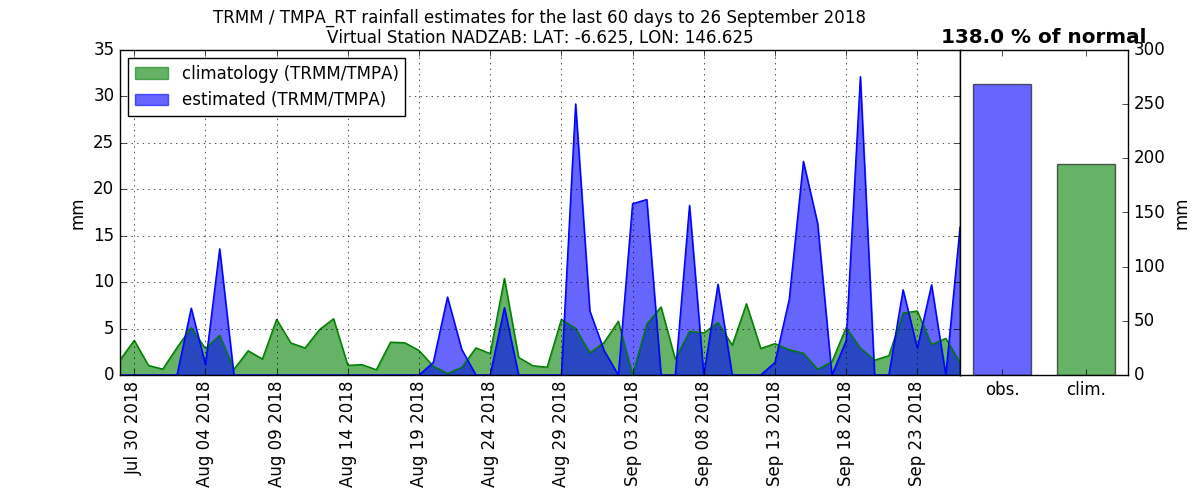 TRMM / TMPA_RT rainfall estimates for the last 60 days to 26 September 2018
Virtual Station NADZAB: LAT: -6.625, LON: 146.625
138.0 % of normal
climatology (TRMM/TMPA)
estimated (TRMM/TMPA)
35
30
25
20
15
10
5
0
mm
Jul 30 2018
Aug 04 2018
Aug 09 2018
Aug 14 2018
Aug 19 2018
Aug 24 2018
Aug 29 2018
Sep 03 2018
Sep 08 2018
Sep 13 2018
Sep 18 2018
Sep 23 2018
obs.
clim.
300
250
200
150
100
50
0
mm